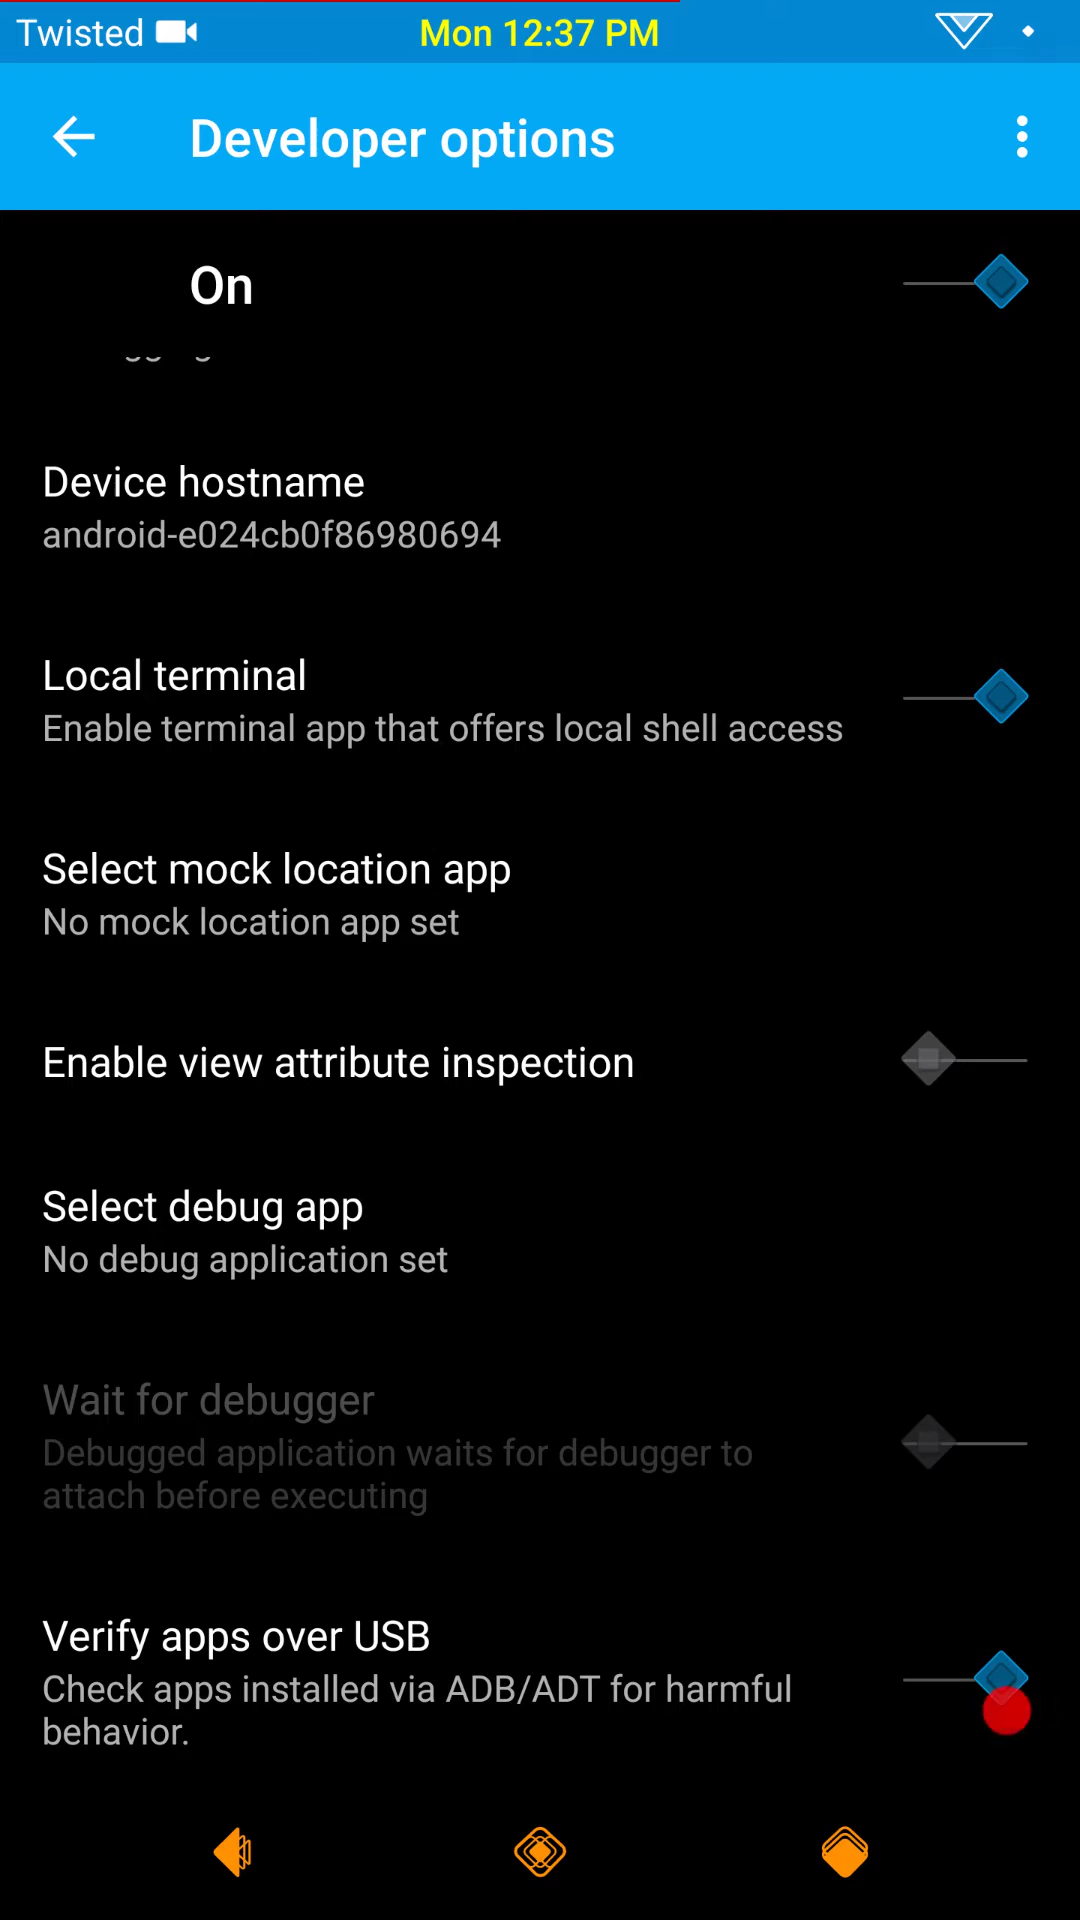 Twisted
Mon 12:37 PM
Developer options
On
Device hostname
android-e024cb0f86980694
Local terminal
Enable terminal app that offers local shell access
Select mock location app
No mock location app set
Enable view attribute inspection
Select debug app
No debug application set
Wait for debugger
Debugged application waits for debugger to
attach before executing
Verify apps over USB
Check apps installed via ADB/ADT for harmful
behavior.